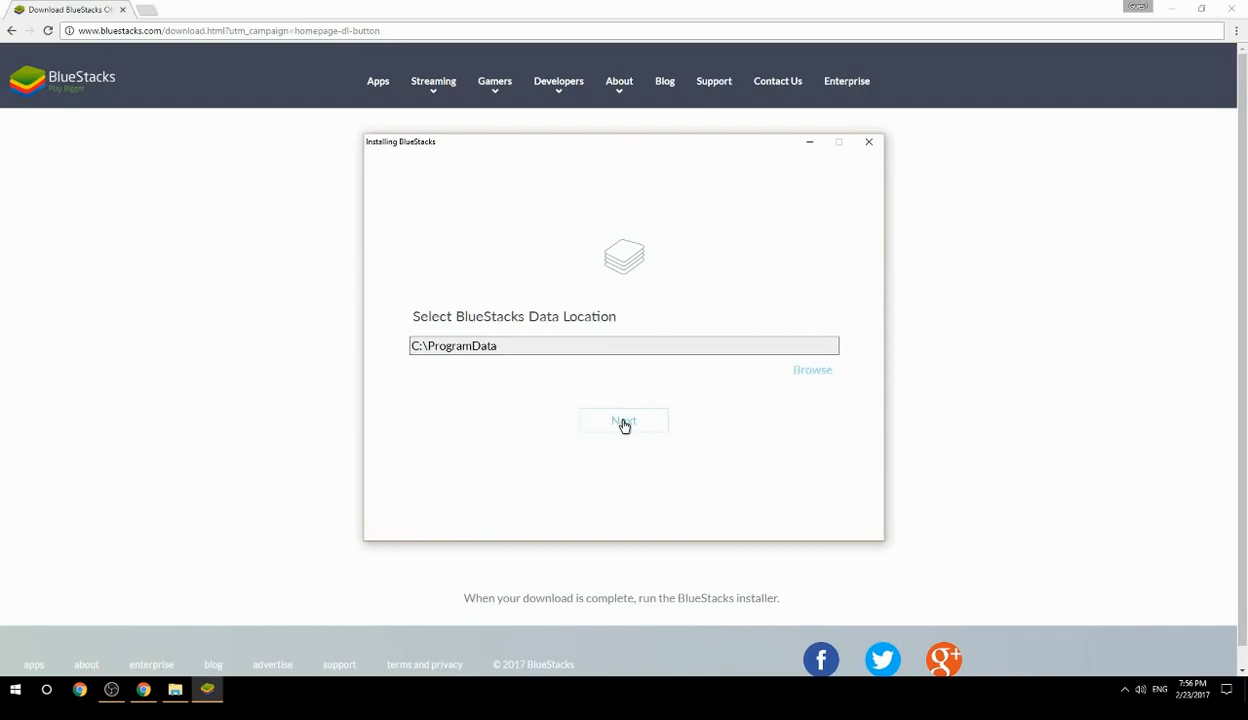 Download BlueStacks Of
Guest
www.bluestacks.com/download.html?utm_campaign=homepage-dl-button
BlueStacks
Play Bigger
Apps Streaming Gamers Developers About Blog Support Contact Us Enterprise
Installing BlueStacks
Select BlueStacks Data Location
C:\ProgramData
Browse
Next
When your download is complete, run the BlueStacks installer.
apps about enterprise blog advertise support terms and privacy © 2017 BlueStacks
f g+
ENG 7:56 PM
2/23/2017